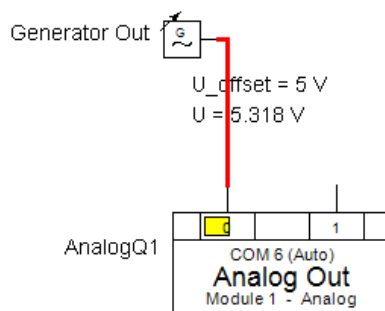 Generator Out
G
U_offset = 5 V
U = 5.318 V
0
1
AnalogQ1
COM 6 (Auto)
Analog Out
Module 1 - Analog